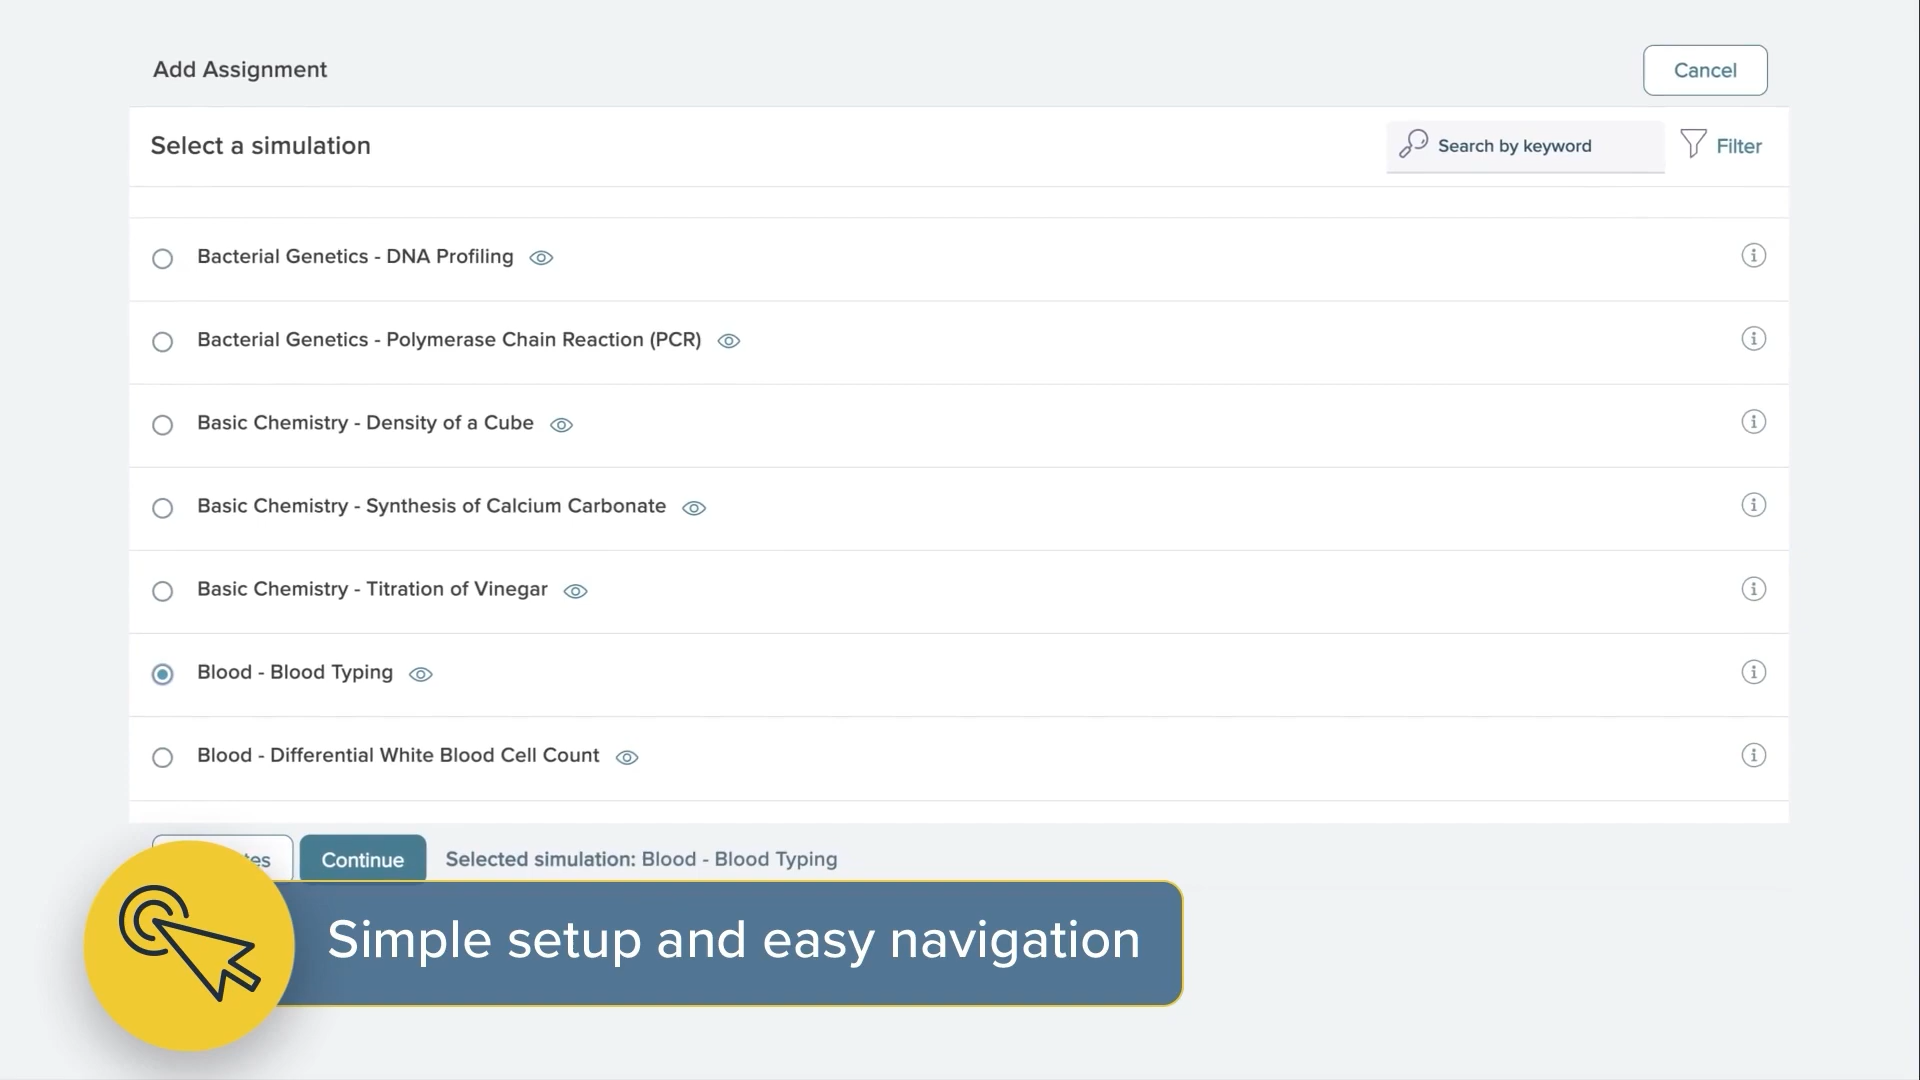 Add Assignment
Cancel
Select a simulation
Search by keyword
Filter
Bacterial Genetics - DNA Profiling
Bacterial Genetics - Polymerase Chain Reaction (PCR)
Basic Chemistry - Density of a Cube
Basic Chemistry - Synthesis of Calcium Carbonate
Basic Chemistry - Titration of Vinegar
Blood - Blood Typing
Blood - Differential White Blood Cell Count
Continue
Selected simulation: Blood - Blood Typing
Simple setup and easy navigation